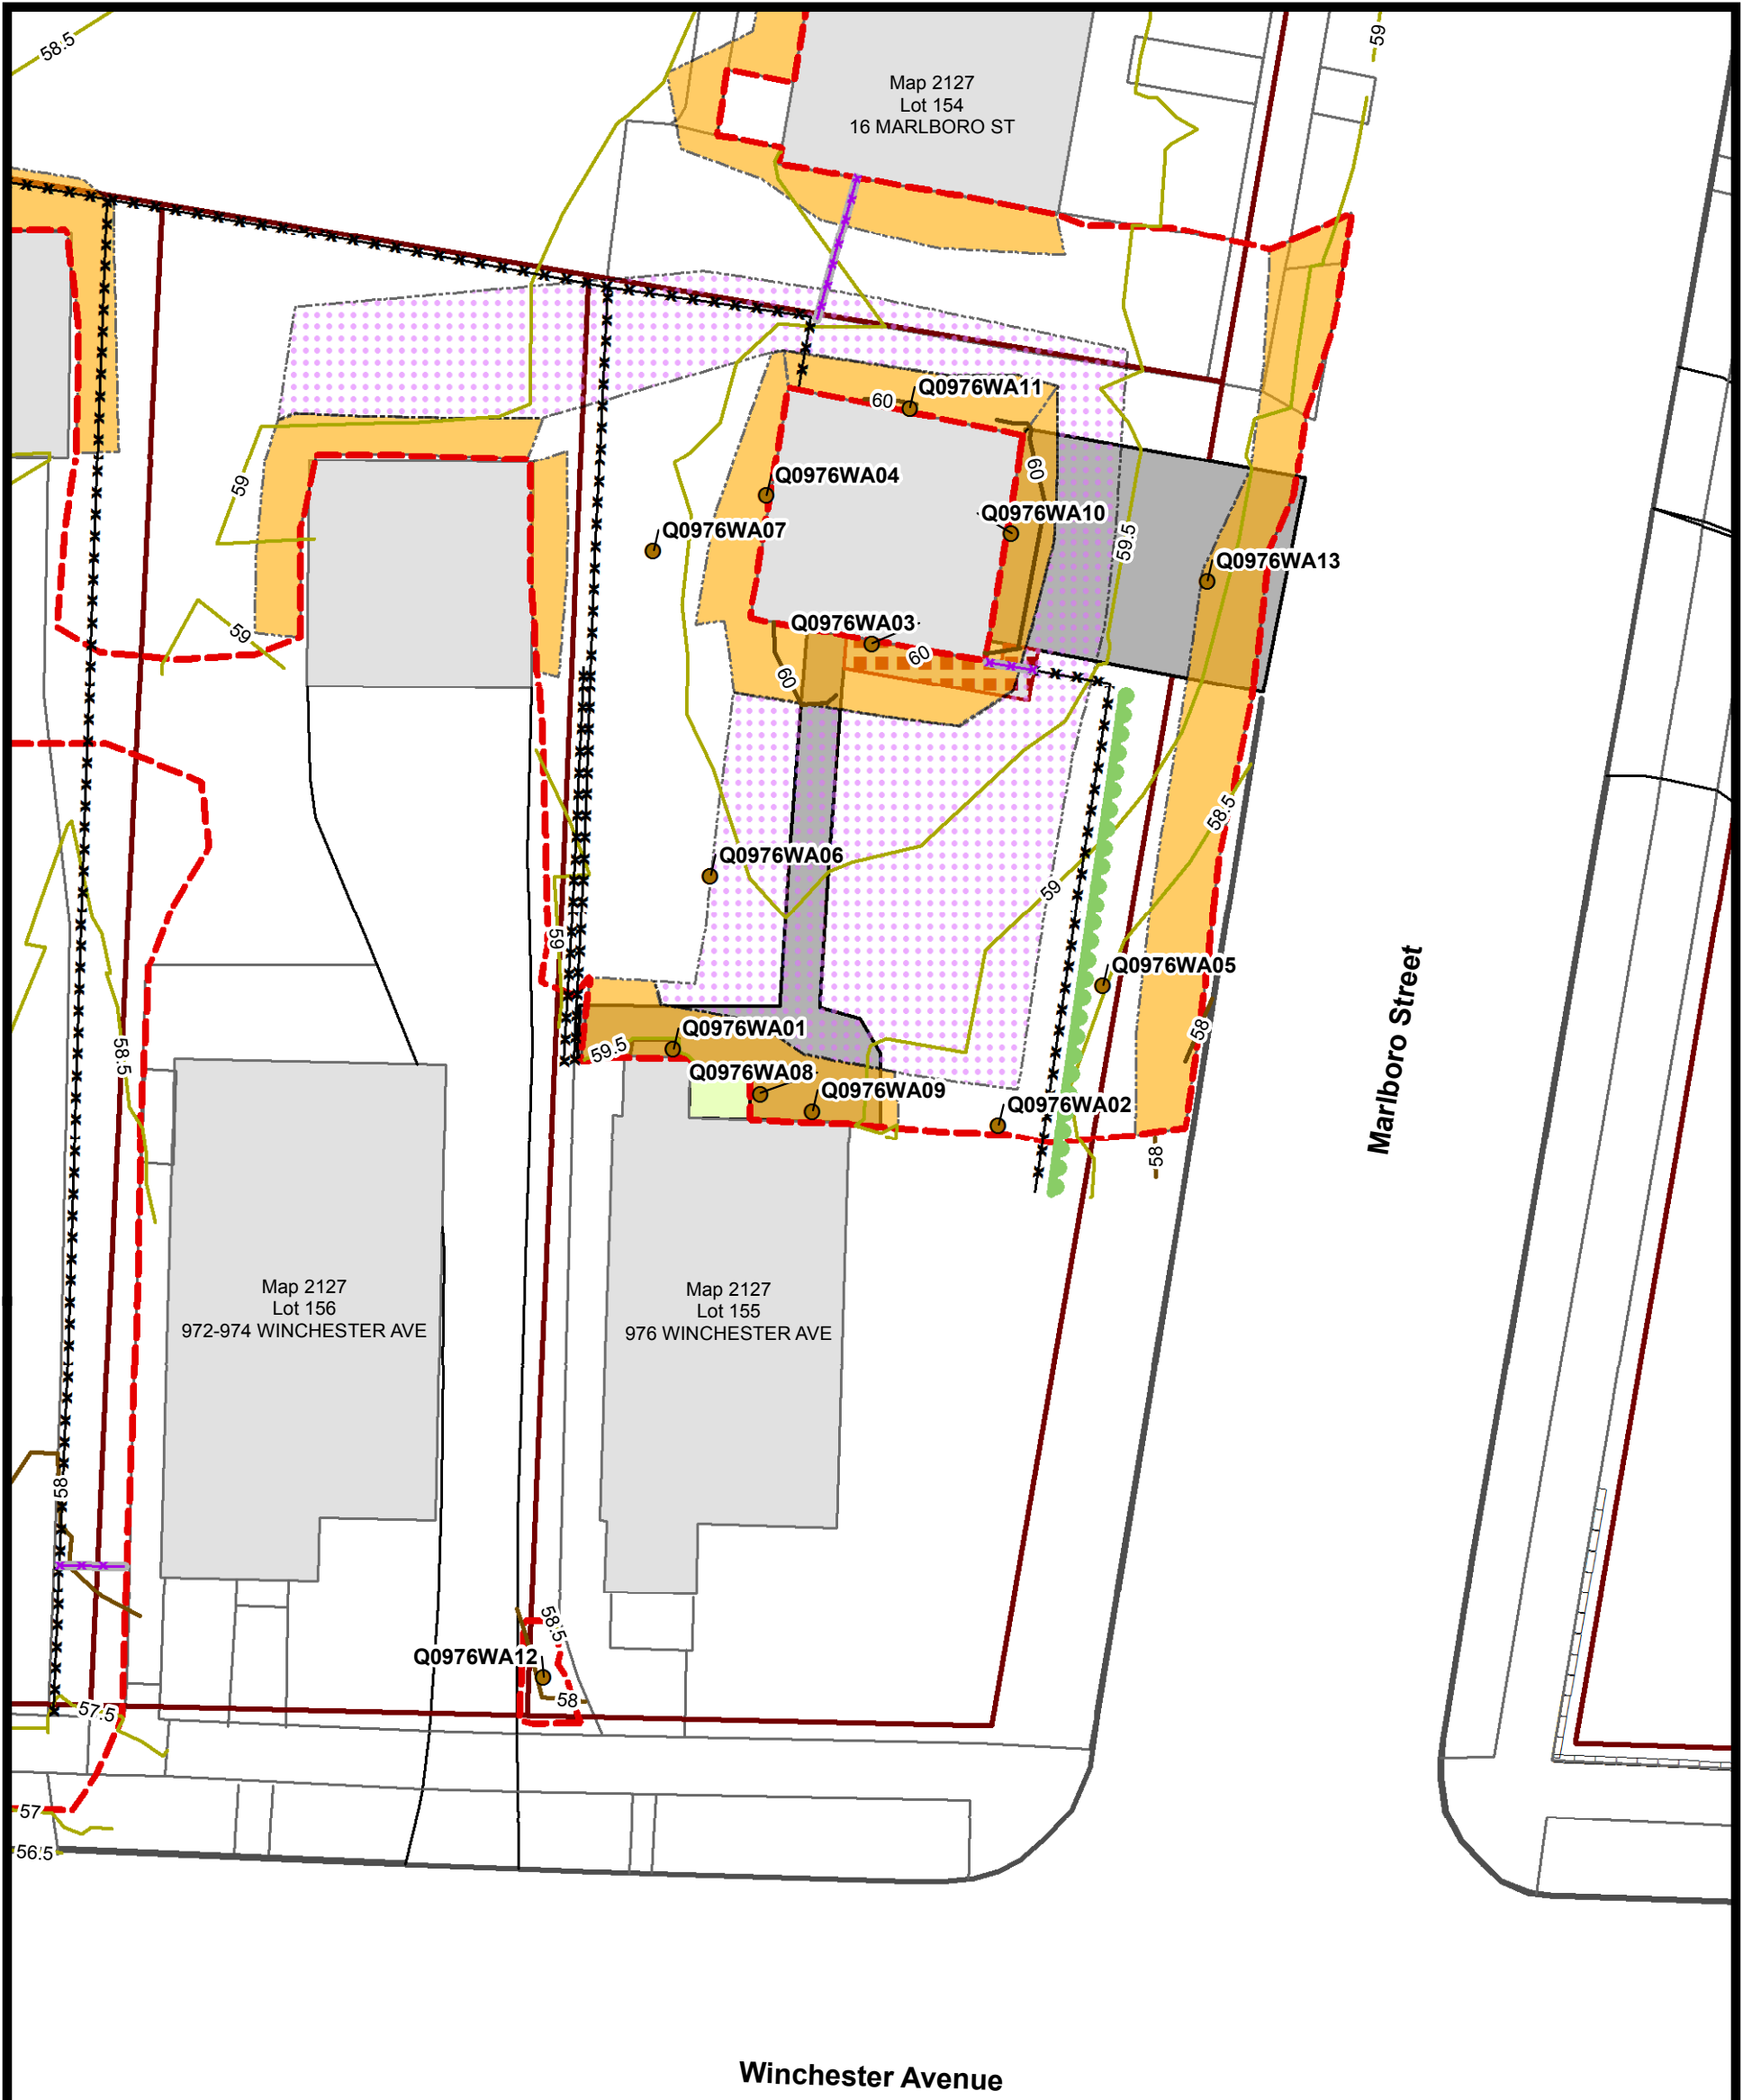 58.5
59
Map 2127
Lot 154
16 MARLBORO ST
60
Q0976WA11
60
Q0976WA04
59
Q0976WA10
Q0976WA07
59.5
Q0976WA13
Q0976WA03
59
60
60
58.5
Q0976WA06
59
59
Q0976WA05
Marlboro Street
58
Q0976WA01
58.5
59.5
Q0976WA08
Q0976WA09
Q0976WA02
58
Map 2127
Lot 156
972-974 WINCHESTER AVE
Map 2127
Lot 155
976 WINCHESTER AVE
58
58.5
Q0976WA12
58
57.5
57
56.5
Winchester Avenue